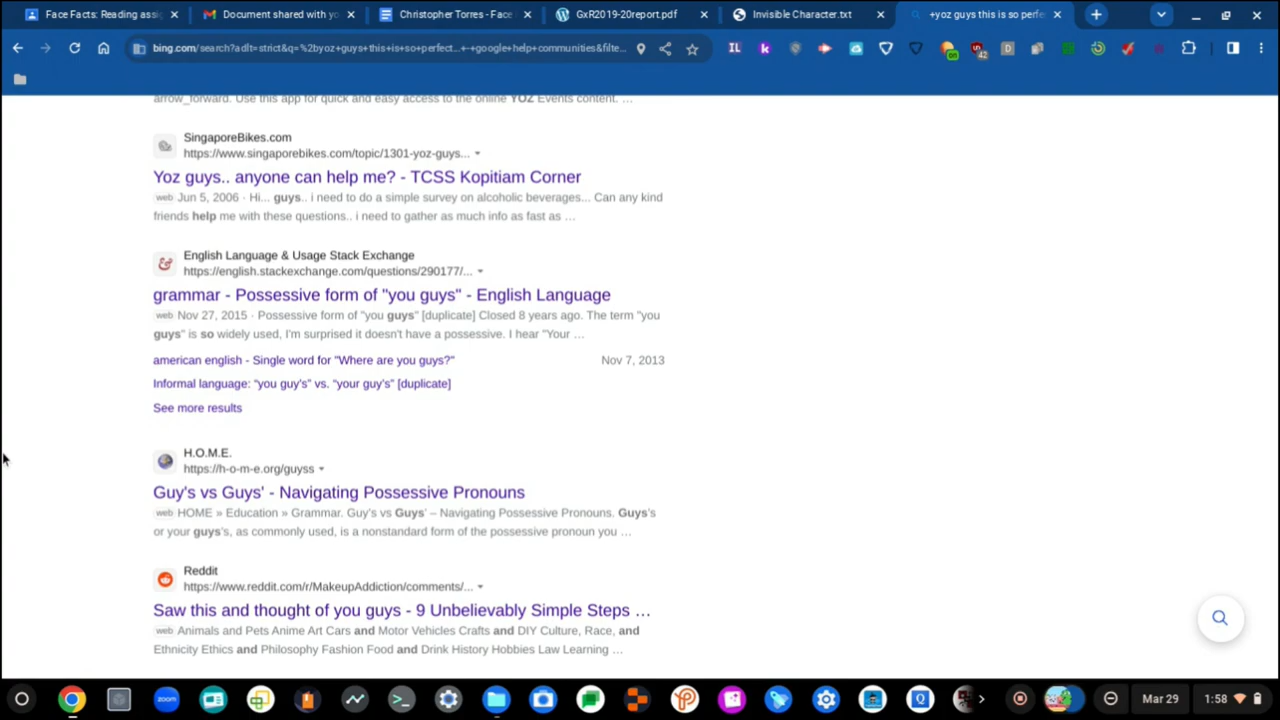 Face Facts: Reading assig
Document shared with yo
Christopher Torres - Face
GxR2019-20report.pdf
Invisible Character.txt
+yoz guys this is so perfe
bing.com/search?adlt=strict&q=%2byoz+guys+this+is+so+perfect...+-+google+help+communities&filte...
IL
k
on
42
D
arrow_forward. Use this app for quick and easy access to the online YOZ Events content. …
SingaporeBikes.com
https://www.singaporebikes.com/topic/1301-yoz-guys...
Yoz guys.. anyone can help me? - TCSS Kopitiam Corner
web Jun 5, 2006 · Hi... guys.. i need to do a simple survey on alcoholic beverages... Can any kind
friends help me with these questions.. i need to gather as much info as fast as …
English Language & Usage Stack Exchange
https://english.stackexchange.com/questions/290177/...
grammar - Possessive form of "you guys" - English Language
web Nov 27, 2015 · Possessive form of "you guys" [duplicate] Closed 8 years ago. The term "you
guys" is so widely used, I'm surprised it doesn't have a possessive. I hear "Your …
american english - Single word for "Where are you guys?"
Nov 7, 2013
Informal language: “you guy's” vs. “your guy's” [duplicate]
See more results
H.O.M.E.
https://h-o-m-e.org/guyss
Guy's vs Guys' - Navigating Possessive Pronouns
web HOME » Education » Grammar. Guy's vs Guys' – Navigating Possessive Pronouns. Guys's
or your guys's, as commonly used, is a nonstandard form of the possessive pronoun you …
Reddit
https://www.reddit.com/r/MakeupAddiction/comments/...
Saw this and thought of you guys - 9 Unbelievably Simple Steps …
web Animals and Pets Anime Art Cars and Motor Vehicles Crafts and DIY Culture, Race, and
Ethnicity Ethics and Philosophy Fashion Food and Drink History Hobbies Law Learning …
zoom
Q
Mar 29
1:58